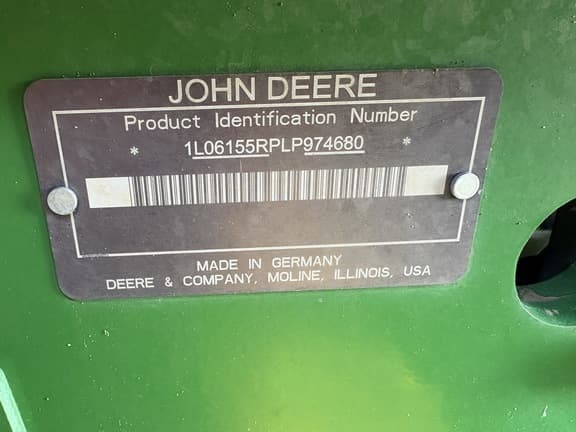 JOHN DEERE
Product Identification Number
* 1L06155RPLP974680 *
MADE IN GERMANY
DEERE & COMPANY, MOLINE, ILLINOIS, USA